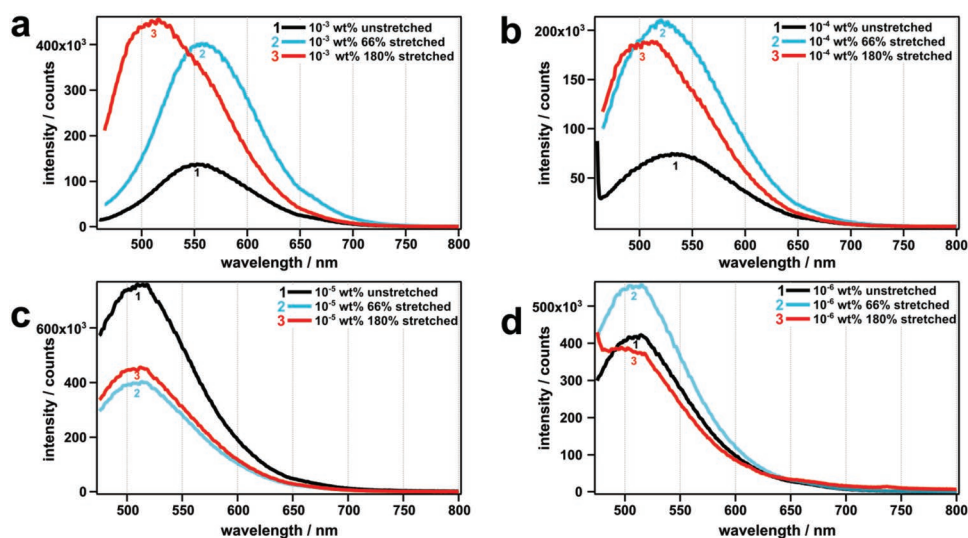 a
1 10⁻³ wt% unstretched
2 10⁻³ wt% 66% stretched
3 10⁻³ wt% 180% stretched
400x10³
300
200
100
0
intensity / counts
3
2
1
500 550 600 650 700 750 800
wavelength / nm
b
1 10⁻⁴ wt% unstretched
2 10⁻⁴ wt% 66% stretched
3 10⁻⁴ wt% 180% stretched
200x10³
150
100
50
intensity / counts
2
3
1
500 550 600 650 700 750 800
wavelength / nm
c
1 10⁻⁵ wt% unstretched
2 10⁻⁵ wt% 66% stretched
3 10⁻⁵ wt% 180% stretched
600x10³
400
200
0
intensity / counts
1
3
2
500 550 600 650 700 750 800
wavelength / nm
d
1 10⁻⁶ wt% unstretched
2 10⁻⁶ wt% 66% stretched
3 10⁻⁶ wt% 180% stretched
500x10³
400
300
200
100
0
intensity / counts
2
1
3
500 550 600 650 700 750 800
wavelength / nm